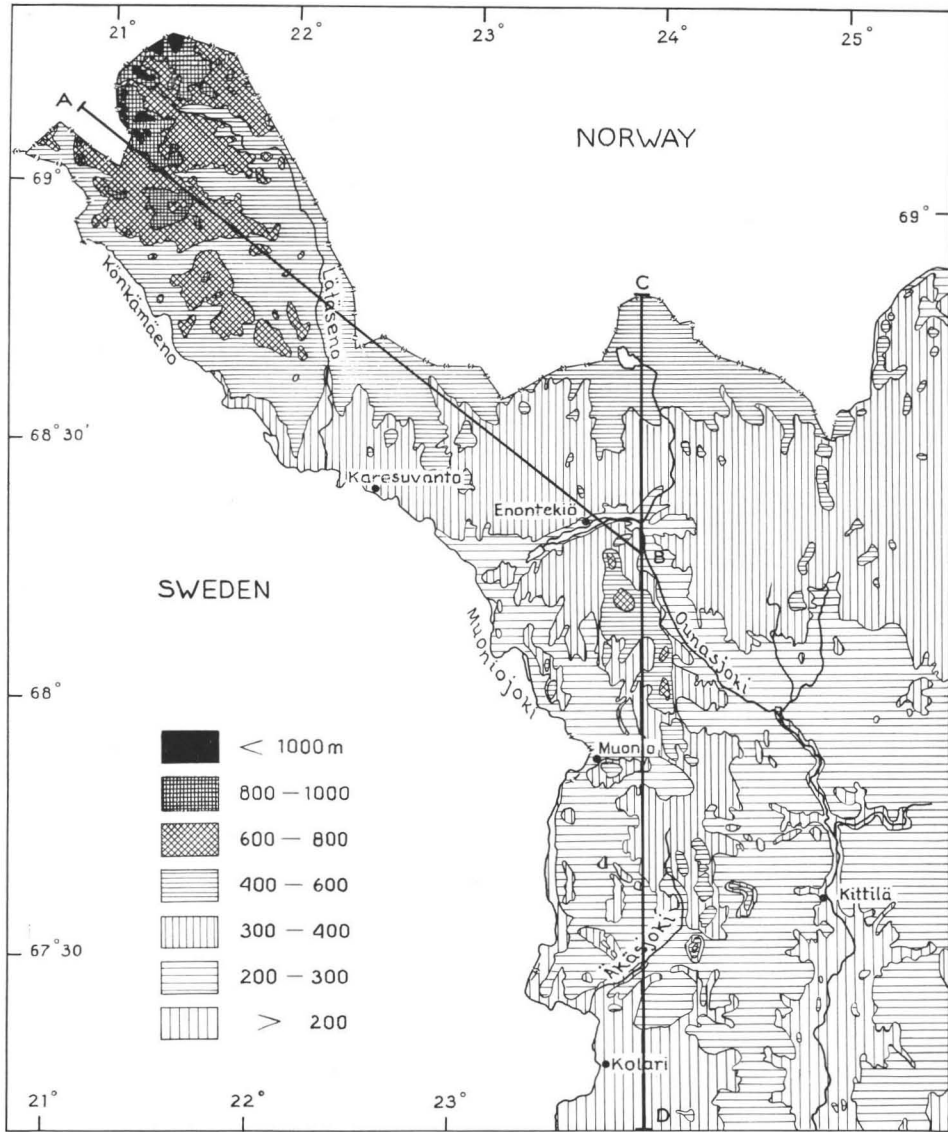 21° 22° 23° 24° 25°
A
NORWAY
69°
69°
C
Könkämäeno
Lätäseno
68°30'
Karesuvanto
Enontekiö
B
SWEDEN
Muoniojoki
Ounasjoki
68°
Muonio
< 1000 m
800 — 1000
600 — 800
400 — 600
Kittilä
300 — 400
67°30
Äkäsjoki
200 — 300
> 200
Kolari
D
21° 22° 23°